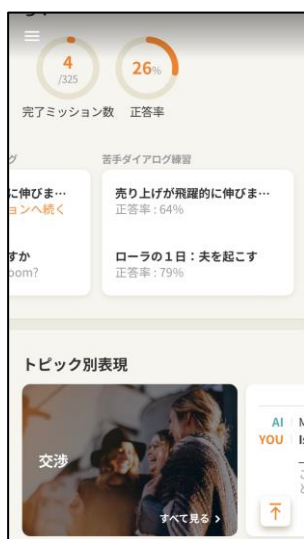 4
/325
26%
完了ミッション数
正答率
グ
苦手ダイアログ練習
に伸びま…
ションへ続く
すか
oom?
売り上げが飛躍的に伸びま…
正答率 : 64%
ローラの1日：夫を起こす
正答率 : 79%
トピック別表現
交渉
すべて見る >
AI
YOU